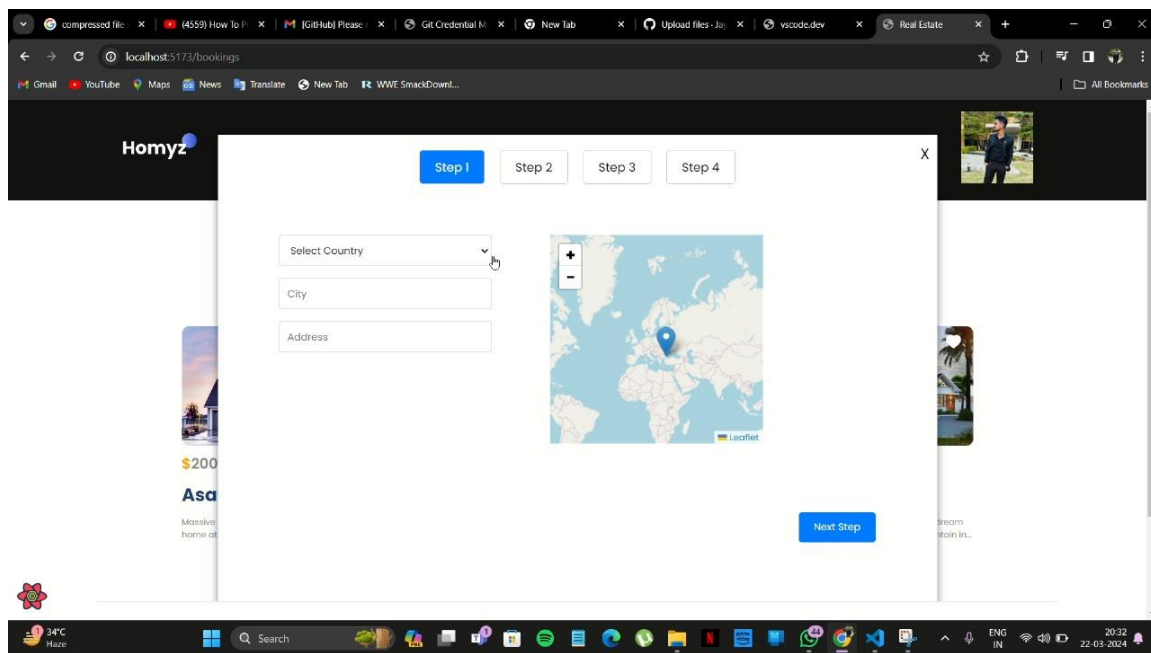 compressed file
(4559) How To P
[GitHub] Please
Git Credential M
New Tab
Upload files · Jay
vscode.dev
Real Estate
localhost:5173/bookings
Gmail
YouTube
Maps
News
Translate
New Tab
WWE SmackDownl...
All Bookmarks
Homyz
Step 1
Step 2
Step 3
Step 4
X
Select Country
City
Address
+
-
Leaflet
$200
Asa
Massive
home at
dream
ntain in...
Next Step
34°C
Haze
Search
44
ENG
IN
20:32
22-03-2024